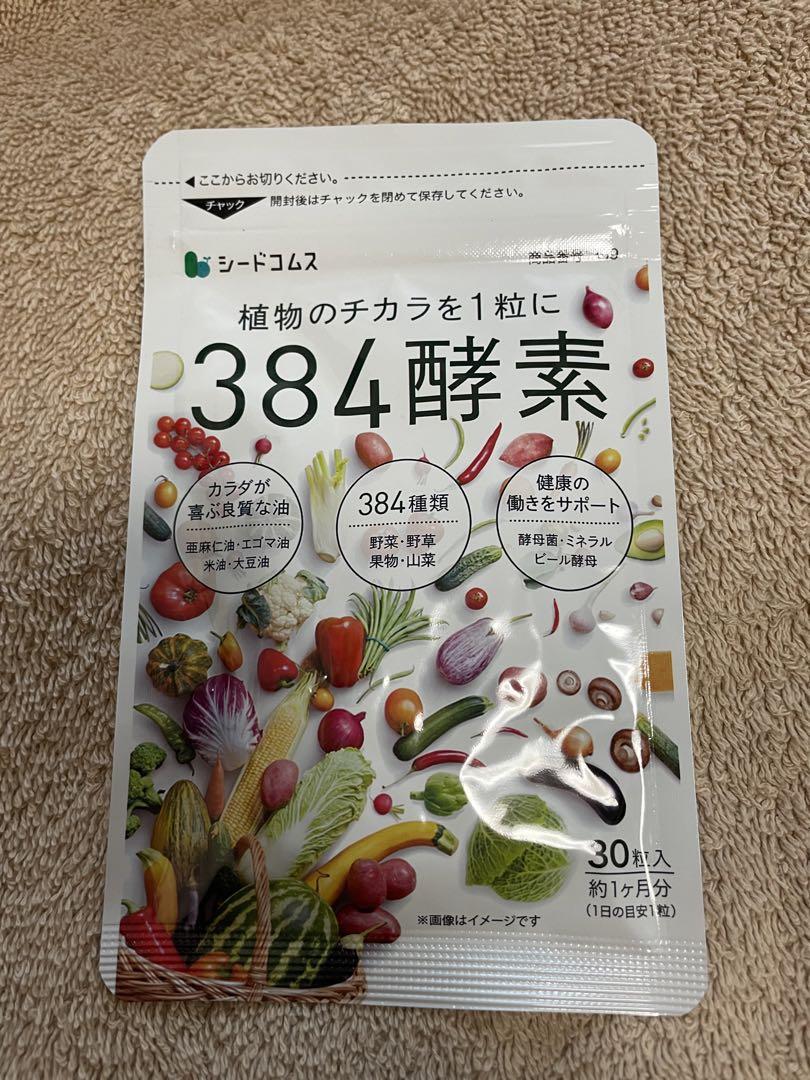 ここからお切りください。
チャック 開封後はチャックを閉めて保存してください。
シードコムス
商品番号
植物のチカラを1粒に
384酵素
カラダが
喜ぶ良質な油
亜麻仁油・エゴマ油
米油・大豆油
384種類
野菜・野草
果物・山菜
健康の
働きをサポート
酵母菌・ミネラル
ビール酵母
30粒入
約1ヶ月分
(1日の目安1粒)
※画像はイメージです